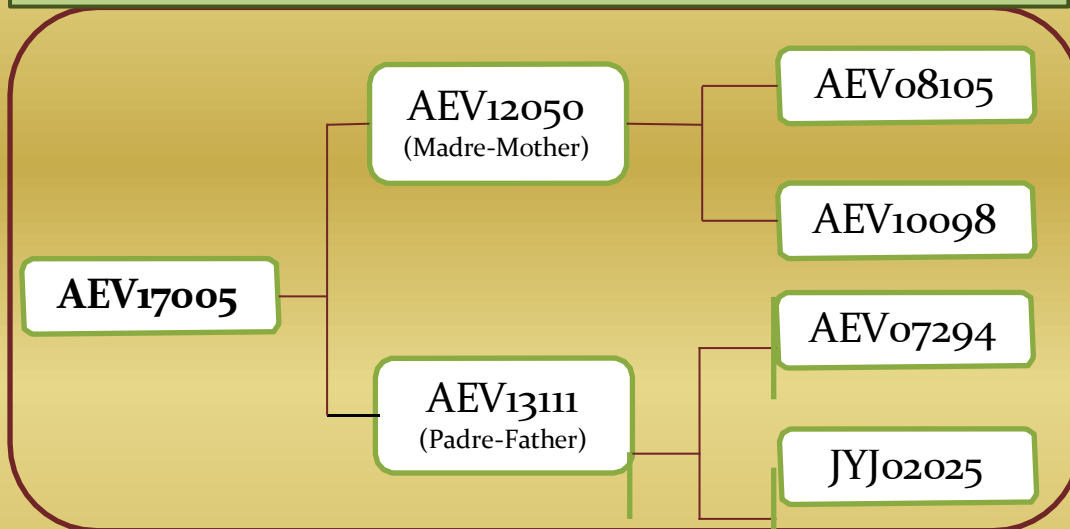 AEV08105
AEV12050
(Madre-Mother)
AEV10098
AEV17005
AEV07294
AEV13111
(Padre-Father)
JYJ02025